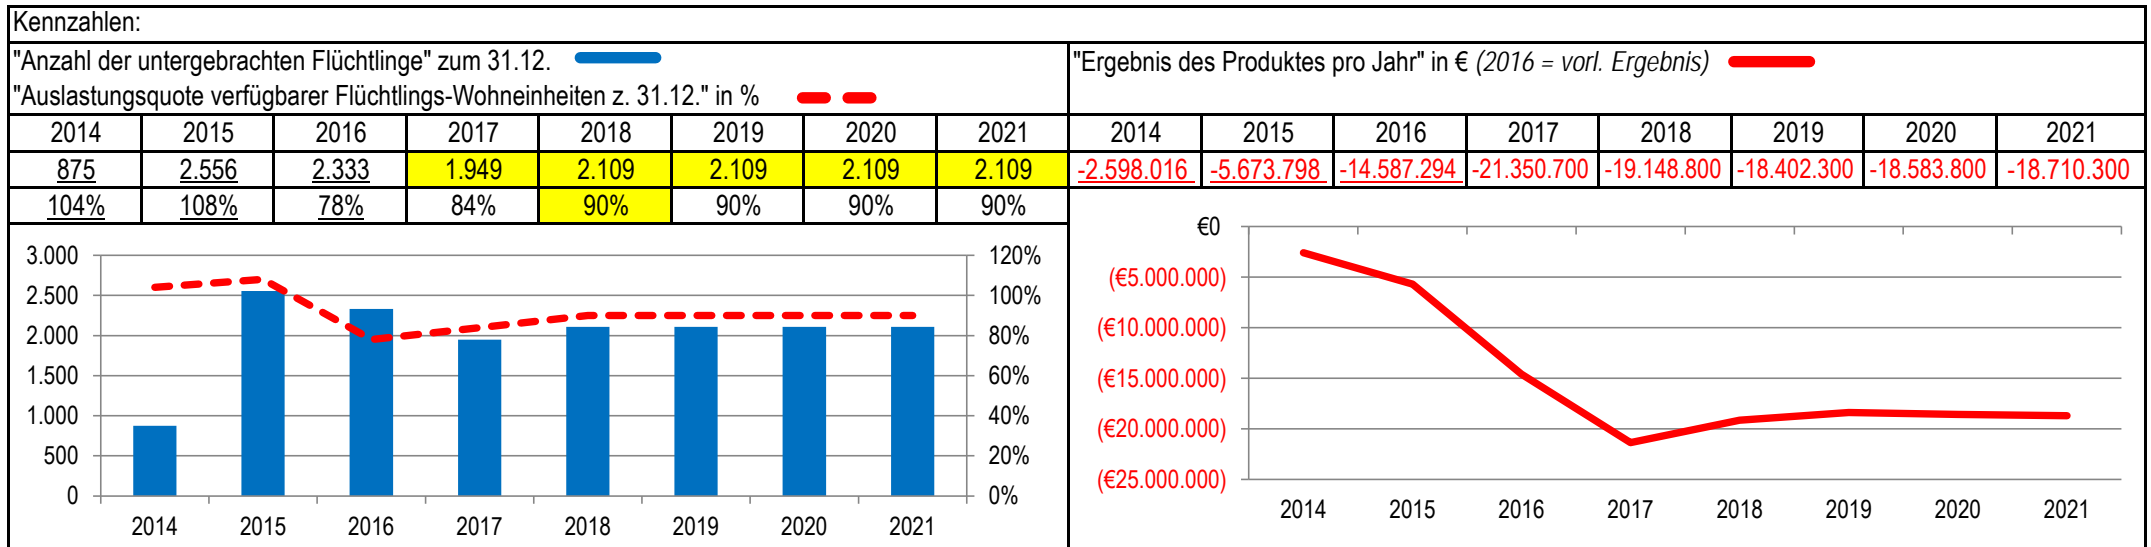 Kennzahlen:
"Anzahl der untergebrachten Flüchtlinge" zum 31.12.
"Auslastungsquote verfügbarer Flüchtlings-Wohneinheiten z. 31.12." in %
2014 2015 2016 2017 2018 2019 2020 2021
875 2.556 2.333 1.949 2.109 2.109 2.109 2.109
104% 108% 78% 84% 90% 90% 90% 90%
3.000
2.500
2.000
1.500
1.000
500
0
120%
100%
80%
60%
40%
20%
0%
2014 2015 2016 2017 2018 2019 2020 2021
"Ergebnis des Produktes pro Jahr" in € (2016 = vorl. Ergebnis)
2014 2015 2016 2017 2018 2019 2020 2021
-2.598.016 -5.673.798 -14.587.294 -21.350.700 -19.148.800 -18.402.300 -18.583.800 -18.710.300
€0
(€5.000.000)
(€10.000.000)
(€15.000.000)
(€20.000.000)
(€25.000.000)
2014 2015 2016 2017 2018 2019 2020 2021